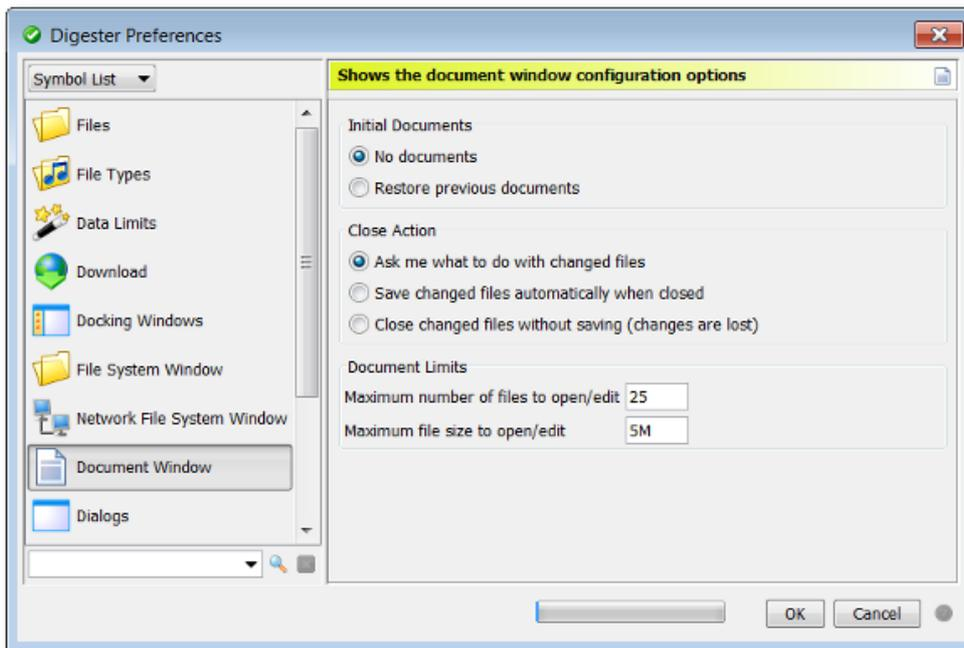 Digester Preferences
Symbol List
Shows the document window configuration options
Files
File Types
Data Limits
Download
Docking Windows
File System Window
Network File System Window
Document Window
Dialogs
Initial Documents
No documents
Restore previous documents
Close Action
Ask me what to do with changed files
Save changed files automatically when closed
Close changed files without saving (changes are lost)
Document Limits
Maximum number of files to open/edit 25
Maximum file size to open/edit 5M
OK Cancel